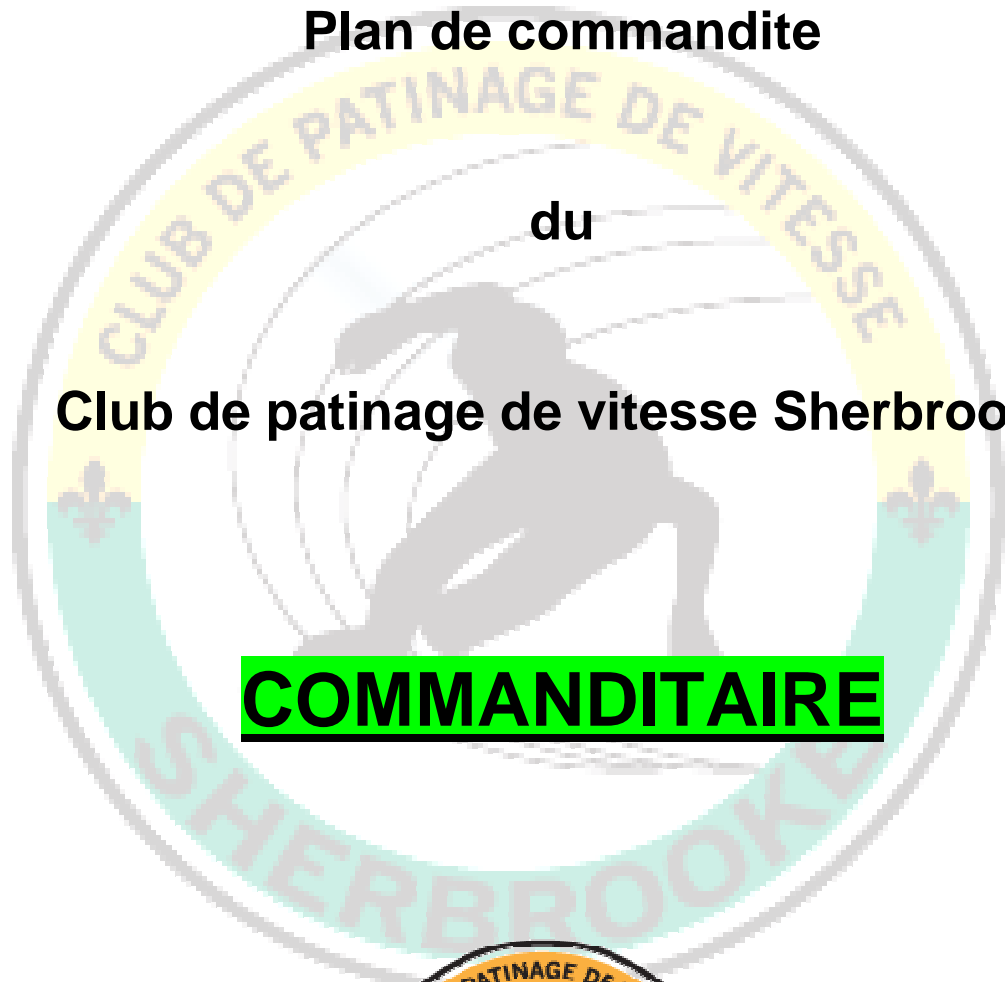 Plan de commandite
CLUB DE PATINAGE DE VITESSE
du
Club de patinage de vitesse Sherbroo
COMMANDITAIRE
SHERBROOKE
PATINAGE DE